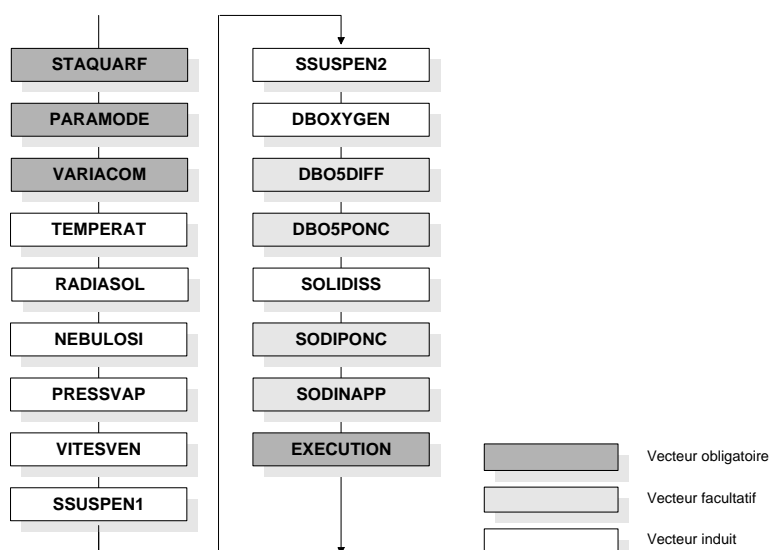 STAQUARF
PARAMODE
VARIACOM
TEMPERAT
RADIASOL
NEBULOSI
PRESSVAP
VITESVEN
SSUSPEN1
SSUSPEN2
DBOXYGEN
DBO5DIFF
DBO5PONC
SOLIDISS
SODIPONC
SODINAPP
EXECUTION
Vecteur obligatoire
Vecteur facultatif
Vecteur induit